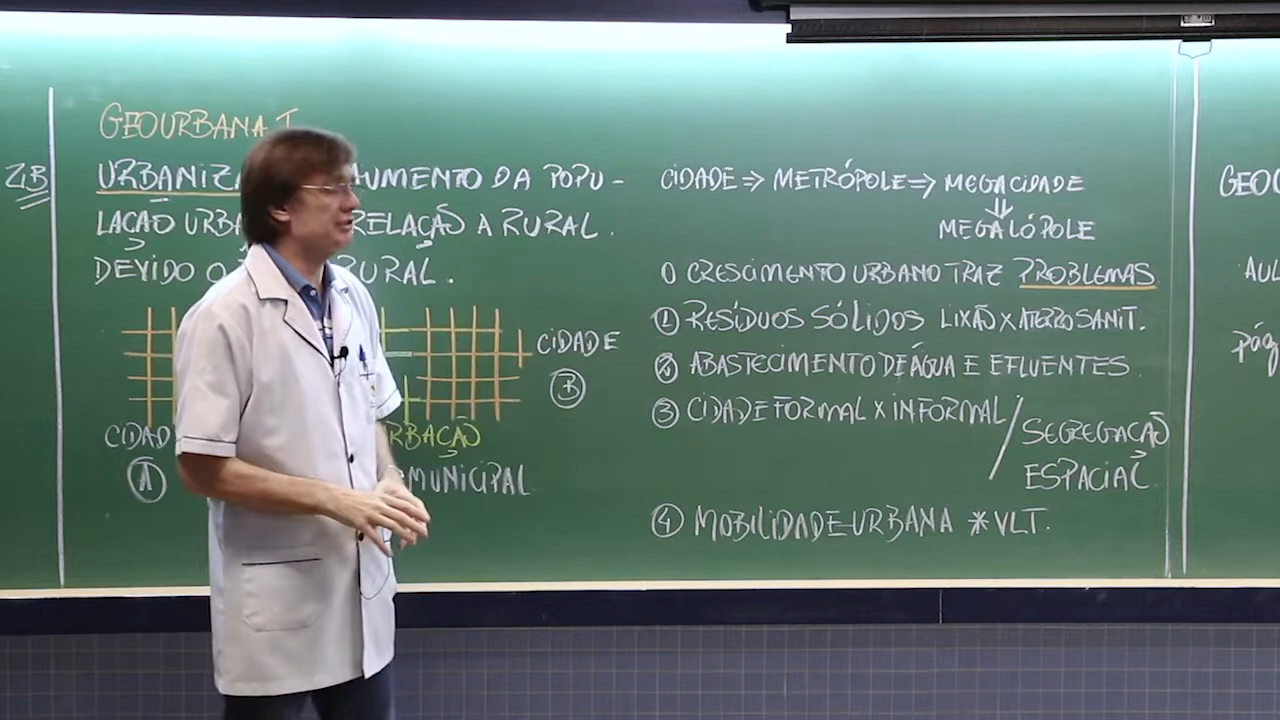 ZB
GEOURBANA I
URBANIZA AUMENTO DA POPU-
LAÇÃO URBA RELAÇÃO A RURAL.
DEVIDO O RURAL.
CIDADE
B
CIDAD
A
RBAÇÃO
MUNICIPAL
CIDADE ⇒ METRÓPOLE ⇒ MEGACIDADE
⇓
MEGALÓPOLE
O CRESCIMENTO URBANO TRAZ PROBLEMAS
① RESÍDUOS SÓLIDOS LIXÃO X ATERRO SANIT.
② ABASTECIMENTO DE ÁGUA E EFLUENTES.
③ CIDADE FORMAL X INFORMAL / SEGREGAÇÃO
ESPACIAL
④ MOBILIDADE URBANA * VLT.
GEO
AUL
pág